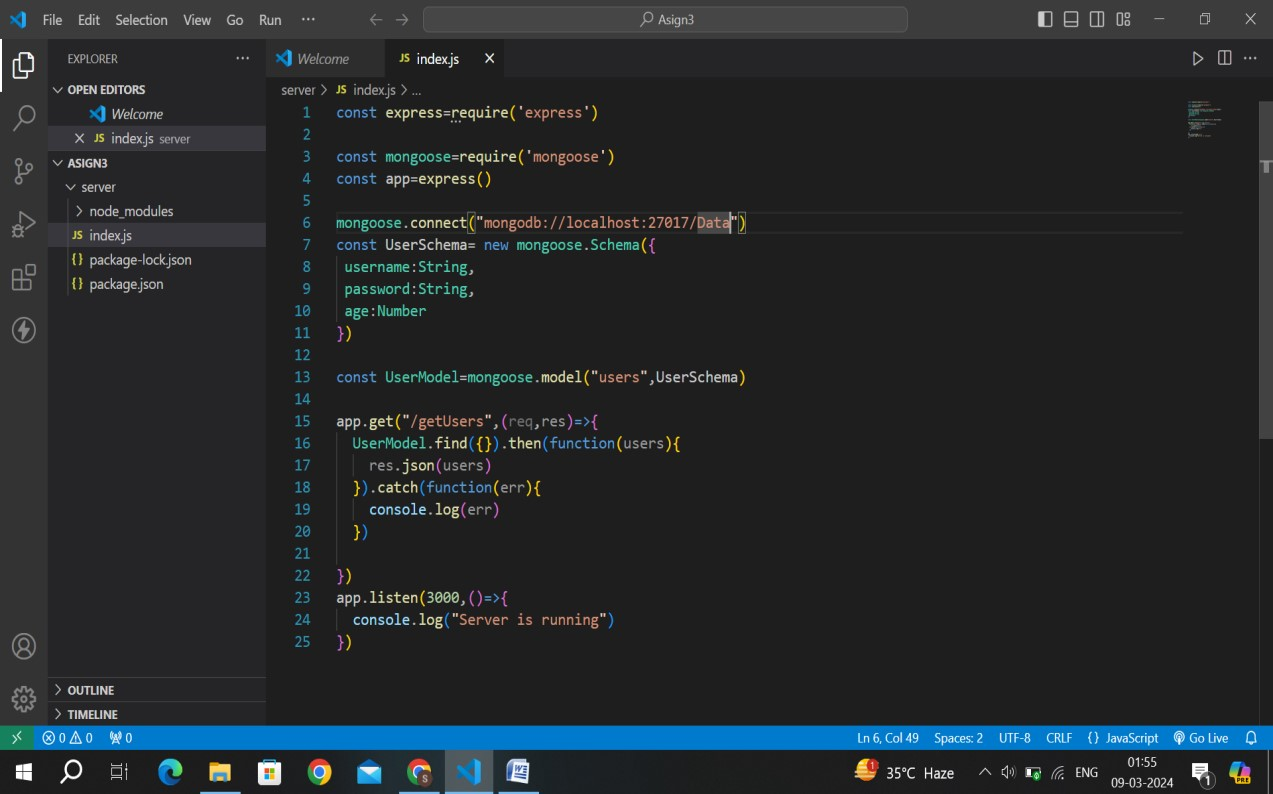 File Edit Selection View Go Run ··· Asign3
EXPLORER ···
OPEN EDITORS
Welcome
index.js server
ASIGN3
server
node_modules
JS index.js
{} package-lock.json
{} package.json
OUTLINE
TIMELINE
Welcome JS index.js
server > JS index.js > ...
1 const express=require('express')
2
3 const mongoose=require('mongoose')
4 const app=express()
5
6 mongoose.connect("mongodb://localhost:27017/Data")
7 const UserSchema= new mongoose.Schema({
8 username:String,
9 password:String,
10 age:Number
11 })
12
13 const UserModel=mongoose.model("users",UserSchema)
14
15 app.get("/getUsers",(req,res)=>{
16 UserModel.find({}).then(function(users){
17 res.json(users)
18 }).catch(function(err){
19 console.log(err)
20 })
21
22 })
23 app.listen(3000,()=>{
24 console.log("Server is running")
25 })
0 0 0 Ln 6, Col 49 Spaces: 2 UTF-8 CRLF {} JavaScript Go Live
35°C Haze ENG 01:55
09-03-2024